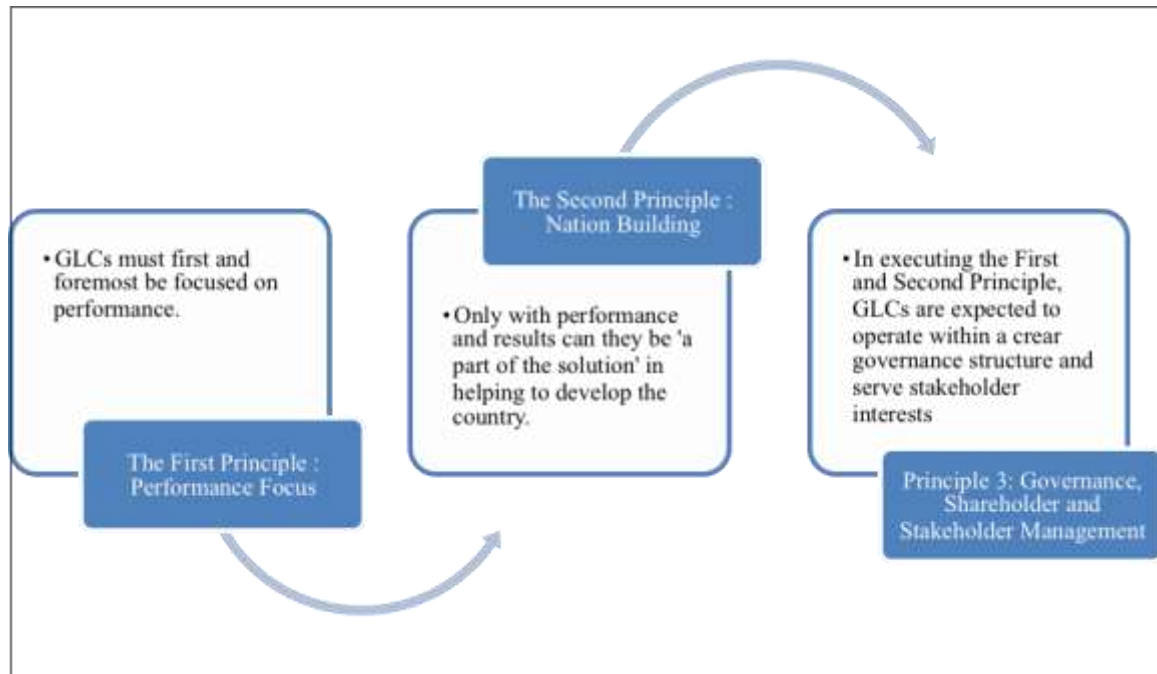 • GLCs must first and
foremost be focused on
performance.
The First Principle :
Performance Focus
The Second Principle :
Nation Building
• Only with performance
and results can they be 'a
part of the solution' in
helping to develop the
country.
• In executing the First
and Second Principle,
GLCs are expected to
operate within a crear
governance structure and
serve stakeholder
interests
Principle 3: Governance,
Shareholder and
Stakeholder Management